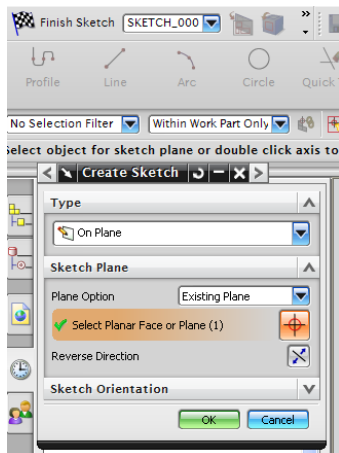 Finish Sketch SKETCH_000 »
Profile Line Arc Circle Quick
No Selection Filter Within Work Part Only
Select object for sketch plane or double click axis to
Create Sketch
Type
On Plane
Sketch Plane
Plane Option Existing Plane
Select Planar Face or Plane (1)
Reverse Direction
Sketch Orientation
OK Cancel